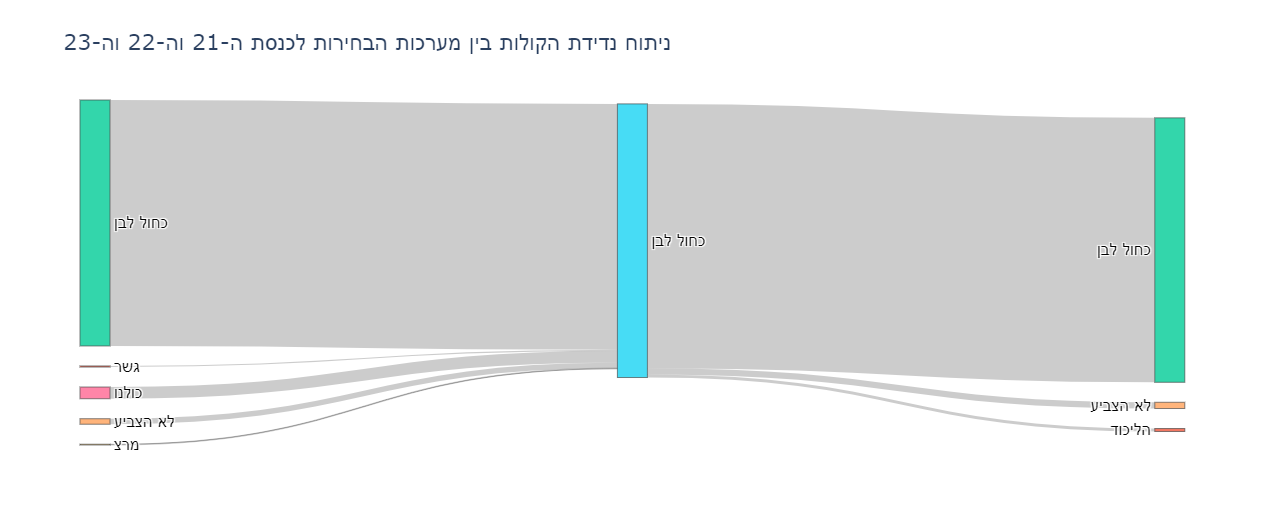 ניתוח נדידת הקולות בין מערכות הבחירות לכנסת ה-21 וה-22 וה-23
כחול לבן
גשר
כולנו
לא הצביע
מרצ
כחול לבן
כחול לבן
לא הצביע
הליכוד